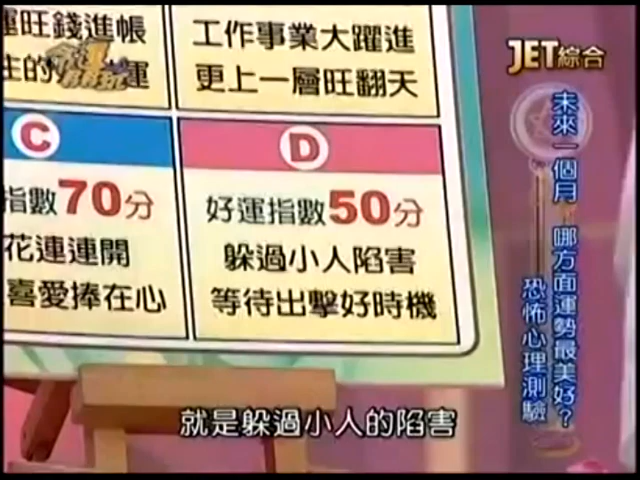 運旺錢進帳
工作事業大躍進
更上一層旺翻天
JET綜合
C
D
指數70分
花連連開
喜愛捧在心
好運指數50分
躲過小人陷害
等待出擊好時機
未來一個月 哪方面運勢最美好？
恐怖心理測驗
就是躲過小人的陷害